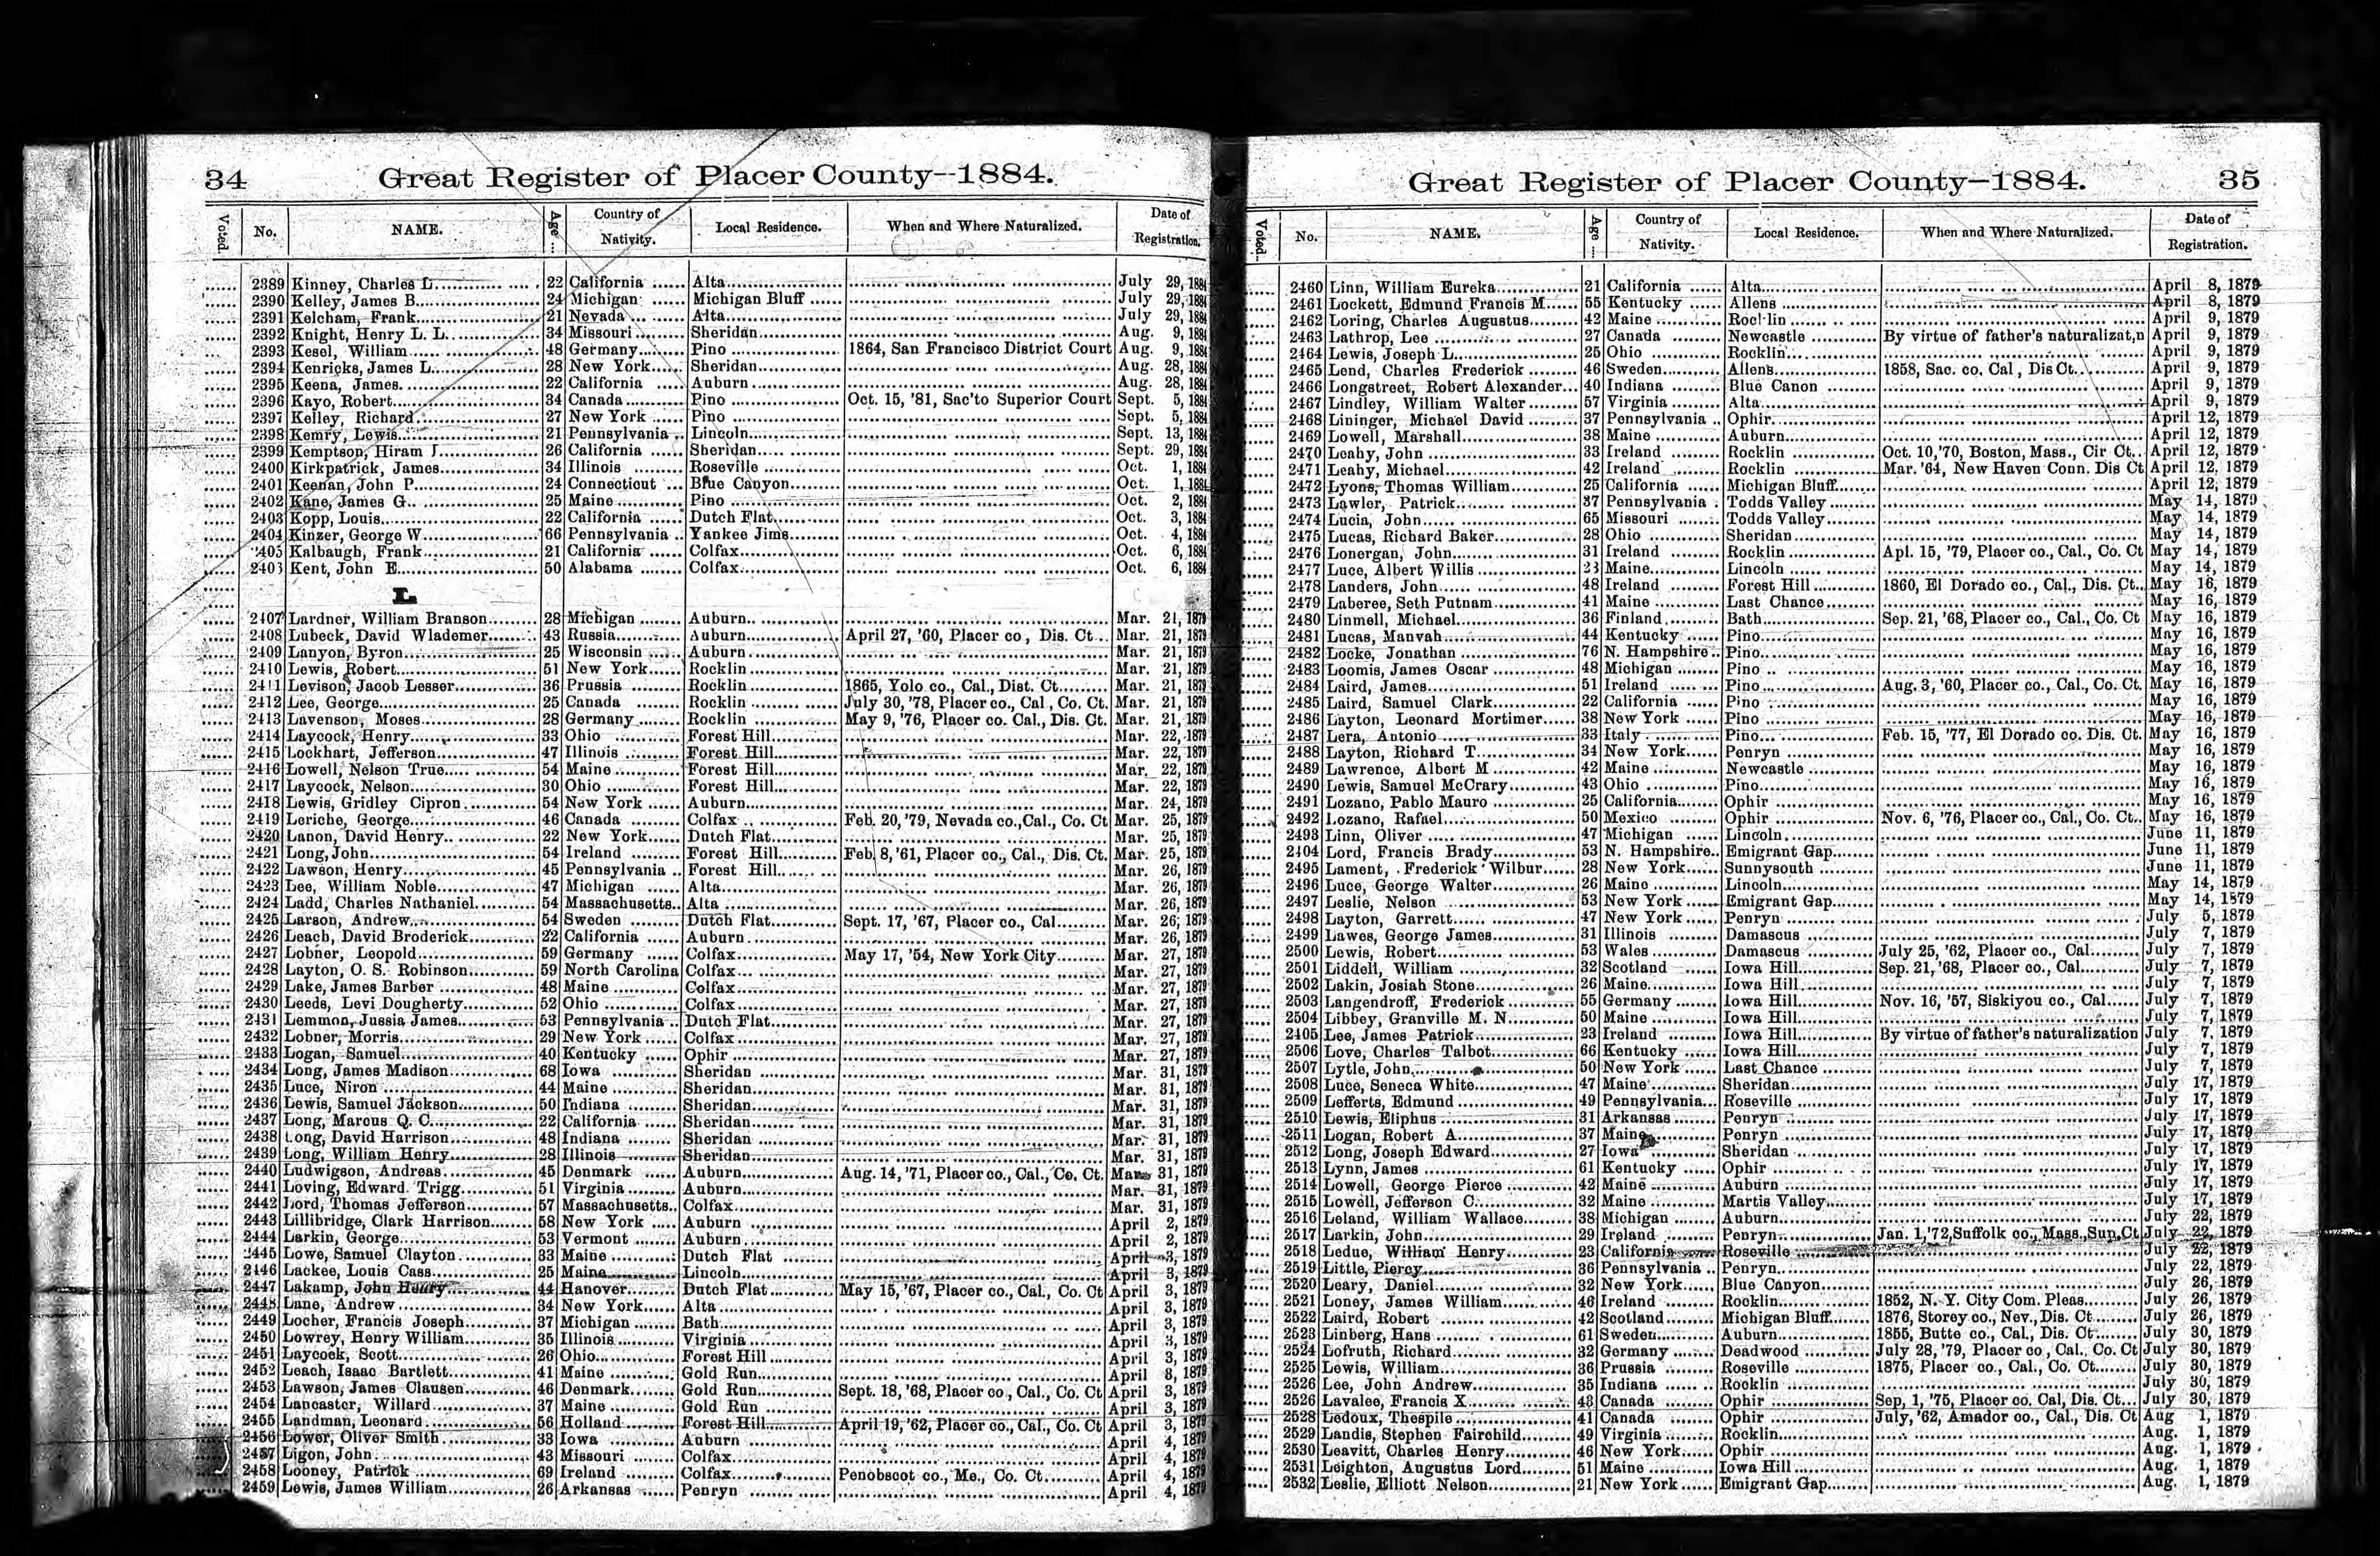 34 Great Register of Placer County--1884.
Voted. No. NAME. Age Country of Nativity. Local Residence. When and Where Naturalized. Date of Registration.
2389 Kinney, Charles L. 22 California Alta July 29, 1884
2390 Kelley, James B. 24 Michigan Michigan Bluff July 29, 1884
2391 Kelcham, Frank 21 Nevada Alta July 29, 1884
2392 Knight, Henry L. L. 34 Missouri Sheridan Aug. 9, 1884
2393 Kesel, William 48 Germany Pino 1864, San Francisco District Court Aug. 9, 1884
2394 Kenricks, James L. 28 New York Sheridan Aug. 28, 1884
2395 Keena, James. 22 California Auburn Aug. 28, 1884
2396 Kayo, Robert 34 Canada Pino Oct. 15, '81, Sac'to Superior Court Sept. 5, 1884
2397 Kelley, Richard 27 New York Pino Sept. 5, 1884
2398 Kemry, Lewis 21 Pennsylvania Lincoln Sept. 13, 1884
2399 Kemptson, Hiram J 26 California Sheridan Sept. 29, 1884
2400 Kirkpatrick, James 34 Illinois Roseville Oct. 1, 1884
2401 Keenan, John P. 24 Connecticut Blue Canyon Oct. 1, 1884
2402 Kane, James G. 25 Maine Pino Oct. 2, 1884
2403 Kopp, Louis 22 California Dutch Flat Oct. 3, 1884
2404 Kinzer, George W 66 Pennsylvania Yankee Jims Oct. 4, 1884
2405 Kalbaugh, Frank 21 California Colfax Oct. 6, 1884
2403 Kent, John E 50 Alabama Colfax Oct. 6, 1884
L
2407 Lardner, William Branson 28 Michigan Auburn Mar. 21, 1879
2408 Lubeck, David Wlademer 43 Russia Auburn April 27, '60, Placer co, Dis. Ct Mar. 21, 1879
2409 Lanyon, Byron 25 Wisconsin Auburn Mar. 21, 1879
2410 Lewis, Robert 51 New York Rocklin Mar. 21, 1879
2411 Levison, Jacob Lesser 36 Prussia Rocklin 1865, Yolo co., Cal., Dist. Ct Mar. 21, 1879
2412 Lee, George 25 Canada Rocklin July 30, '78, Placer co., Cal, Co. Ct. Mar. 21, 1879
2413 Lavenson, Moses 28 Germany Rocklin May 9, '76, Placer co. Cal., Dis. Ct. Mar. 21, 1879
2414 Laycock, Henry 33 Ohio Forest Hill Mar. 22, 1879
2415 Lockhart, Jefferson 47 Illinois Forest Hill Mar. 22, 1879
2416 Lowell, Nelson True 54 Maine Forest Hill Mar. 22, 1879
2417 Laycock, Nelson 30 Ohio Forest Hill Mar. 22, 1879
2418 Lewis, Gridley Cipron 54 New York Auburn Mar. 24, 1879
2419 Leriche, George 46 Canada Colfax Feb. 20, '79, Nevada co., Cal., Co. Ct Mar. 25, 1879
2420 Lanon, David Henry 22 New York Dutch Flat Mar. 25, 1879
2421 Long, John 54 Ireland Forest Hill Feb. 8, '61, Placer co., Cal., Dis. Ct. Mar. 25, 1879
2422 Lawson, Henry 45 Pennsylvania Forest Hill Mar. 26, 1879
2423 Lee, William Noble 47 Michigan Alta Mar. 26, 1879
2424 Ladd, Charles Nathaniel 54 Massachusetts Alta Mar. 26, 1879
2425 Larson, Andrew 54 Sweden Dutch Flat Sept. 17, '67, Placer co., Cal Mar. 26, 1879
2426 Leach, David Broderick 22 California Auburn Mar. 26, 1879
2427 Lobner, Leopold 59 Germany Colfax May 17, '54, New York City Mar. 27, 1879
2428 Layton, O. S. Robinson 59 North Carolina Colfax Mar. 27, 1879
2429 Lake, James Barber 48 Maine Colfax Mar. 27, 1879
2430 Leeds, Levi Dougherty 52 Ohio Colfax Mar. 27, 1879
2431 Lemmon, Jussia James 53 Pennsylvania Dutch Flat Mar. 27, 1879
2432 Lobner, Morris 29 New York Colfax Mar. 27, 1879
2433 Logan, Samuel 40 Kentucky Ophir Mar. 27, 1879
2434 Long, James Madison 68 Iowa Sheridan Mar. 31, 1879
2435 Luce, Niron 44 Maine Sheridan Mar. 31, 1879
2436 Lewis, Samuel Jackson 50 Indiana Sheridan Mar. 31, 1879
2437 Long, Marcus Q. C. 22 California Sheridan Mar. 31, 1879
2438 Long, David Harrison 48 Indiana Sheridan Mar. 31, 1879
2439 Long, William Henry 28 Illinois Sheridan Mar. 31, 1879
2440 Ludwigson, Andreas 45 Denmark Auburn Aug. 14, '71, Placer co., Cal., Co. Ct. Mar. 31, 1879
2441 Loving, Edward Trigg 51 Virginia Auburn Mar. 31, 1879
2442 Lord, Thomas Jefferson 57 Massachusetts Colfax Mar. 31, 1879
2443 Lillibridge, Clark Harrison 58 New York Auburn April 2, 1879
2444 Larkin, George 53 Vermont Auburn April 2, 1879
2445 Lowe, Samuel Clayton 33 Maine Dutch Flat April 3, 1879
2446 Lackee, Louis Cass 25 Maine Lincoln April 3, 1879
2447 Lakamp, John Henry 44 Hanover Dutch Flat May 15, '67, Placer co., Cal., Co. Ct April 3, 1879
2448 Lane, Andrew 34 New York Alta April 3, 1879
2449 Locher, Francis Joseph 37 Michigan Bath April 3, 1879
2450 Lowrey, Henry William 35 Illinois Virginia April 3, 1879
2451 Laycock, Scott 26 Ohio Forest Hill April 3, 1879
2452 Leach, Isaac Bartlett 41 Maine Gold Run April 3, 1879
2453 Lawson, James Clausen 46 Denmark Gold Run Sept. 18, '68, Placer co, Cal., Co. Ct April 3, 1879
2454 Lancaster, Willard 37 Maine Gold Run April 3, 1879
2455 Landman, Leonard 56 Holland Forest Hill April 19, '62, Placer co., Cal., Co. Ct April 3, 1879
2456 Lower, Oliver Smith 33 Iowa Auburn April 4, 1879
2457 Ligon, John 43 Missouri Colfax April 4, 1879
2458 Looney, Patrick 69 Ireland Colfax Penobscot co., Me., Co. Ct. April 4, 1879
2459 Lewis, James William 26 Arkansas Penryn April 4, 1879
Great Register of Placer County--1884. 35
Voted. No. NAME. Age Country of Nativity. Local Residence. When and Where Naturalized. Date of Registration.
2460 Linn, William Eureka 21 California Alta April 8, 1879
2461 Lockett, Edmund Francis M. 55 Kentucky Allens April 8, 1879
2462 Loring, Charles Augustus 42 Maine Rocklin April 9, 1879
2463 Lathrop, Lee 27 Canada Newcastle By virtue of father's naturalizat,n April 9, 1879
2464 Lewis, Joseph L. 25 Ohio Rocklin April 9, 1879
2465 Lend, Charles Frederick 46 Sweden Allens 1858, Sac. co. Cal, Dis Ct. April 9, 1879
2466 Longstreet, Robert Alexander 40 Indiana Blue Canon April 9, 1879
2467 Lindley, William Walter 57 Virginia Alta April 9, 1879
2468 Lininger, Michael David 37 Pennsylvania Ophir April 12, 1879
2469 Lowell, Marshall 38 Maine Auburn April 12, 1879
2470 Leahy, John 33 Ireland Rocklin Oct. 10, '70, Boston, Mass., Cir Ct. April 12, 1879
2471 Leahy, Michael 42 Ireland Rocklin Mar. '64, New Haven Conn. Dis Ct April 12, 1879
2472 Lyons, Thomas William 25 California Michigan Bluff April 12, 1879
2473 Lawler, Patrick 37 Pennsylvania Todds Valley May 14, 1879
2474 Lucia, John 65 Missouri Todds Valley May 14, 1879
2475 Lucas, Richard Baker 28 Ohio Sheridan May 14, 1879
2476 Lonergan, John 31 Ireland Rocklin Apl. 15, '79, Placer co., Cal., Co. Ct May 14, 1879
2477 Luce, Albert Willis 23 Maine Lincoln May 14, 1879
2478 Landers, John 48 Ireland Forest Hill 1860, El Dorado co., Cal., Dis. Ct. May 16, 1879
2479 Laberee, Seth Putnam 41 Maine Last Chance May 16, 1879
2480 Linmell, Michael 36 Finland Bath Sep. 21, '68, Placer co., Cal., Co. Ct May 16, 1879
2481 Lucas, Manvah 44 Kentucky Pino May 16, 1879
2482 Locke, Jonathan 76 N. Hampshire Pino May 16, 1879
2483 Loomis, James Oscar 48 Michigan Pino May 16, 1879
2484 Laird, James 51 Ireland Pino Aug. 3, '60, Placer co., Cal., Co. Ct. May 16, 1879
2485 Laird, Samuel Clark 22 California Pino May 16, 1879
2486 Layton, Leonard Mortimer 38 New York Pino May 16, 1879
2487 Lera, Antonio 33 Italy Pino Feb. 15, '77, El Dorado co. Dis. Ct. May 16, 1879
2488 Layton, Richard T 34 New York Penryn May 16, 1879
2489 Lawrence, Albert M 42 Maine Newcastle May 16, 1879
2490 Lewis, Samuel McCrary 43 Ohio Pino May 16, 1879
2491 Lozano, Pablo Mauro 25 California Ophir May 16, 1879
2492 Lozano, Rafael 50 Mexico Ophir Nov. 6, '76, Placer co., Cal., Co. Ct. May 16, 1879
2493 Linn, Oliver 47 Michigan Lincoln June 11, 1879
2404 Lord, Francis Brady 53 N. Hampshire Emigrant Gap June 11, 1879
2495 Lament, Frederick Wilbur 28 New York Sunnysouth June 11, 1879
2496 Luce, George Walter 26 Maine Lincoln May 14, 1879
2497 Leslie, Nelson 53 New York Emigrant Gap May 14, 1879
2498 Layton, Garrett 47 New York Penryn July 5, 1879
2499 Lawes, George James 31 Illinois Damascus July 7, 1879
2500 Lewis, Robert 53 Wales Damascus July 25, '62, Placer co., Cal July 7, 1879
2501 Liddell, William 32 Scotland Iowa Hill Sep. 21, '68, Placer co., Cal July 7, 1879
2502 Lakin, Josiah Stone 26 Maine Iowa Hill July 7, 1879
2503 Langendroff, Frederick 55 Germany Iowa Hill Nov. 16, '57, Siskiyou co., Cal July 7, 1879
2504 Libbey, Granville M. N. 50 Maine Iowa Hill July 7, 1879
2405 Lee, James Patrick 23 Ireland Iowa Hill By virtue of father's naturalization July 7, 1879
2506 Love, Charles Talbot 66 Kentucky Iowa Hill July 7, 1879
2507 Lytle, John 50 New York Last Chance July 7, 1879
2508 Luce, Seneca White 47 Maine Sheridan July 17, 1879
2509 Lefferts, Edmund 49 Pennsylvania Roseville July 17, 1879
2510 Lewis, Eliphus 31 Arkansas Penryn July 17, 1879
2511 Logan, Robert A 37 Maine Penryn July 17, 1879
2512 Long, Joseph Edward 27 Iowa Sheridan July 17, 1879
2513 Lynn, James 61 Kentucky Ophir July 17, 1879
2514 Lowell, George Pierce 42 Maine Auburn July 17, 1879
2515 Lowell, Jefferson C. 32 Maine Martis Valley July 17, 1879
2516 Leland, William Wallace 38 Michigan Auburn July 22, 1879
2517 Larkin, John 29 Ireland Penryn Jan. 1, '72, Suffolk co., Mass., Sup. Ct July 22, 1879
2518 Ledue, William Henry 23 California Roseville July 22, 1879
2519 Little, Piercy 36 Pennsylvania Penryn July 22, 1879
2520 Leary, Daniel 32 New York Blue Canyon July 26, 1879
2521 Loney, James William 46 Ireland Rocklin 1852, N. Y. City Com. Pleas July 26, 1879
2522 Laird, Robert 42 Scotland Michigan Bluff 1876, Storey co., Nev., Dis. Ct July 26, 1879
2523 Linberg, Hans 61 Sweden Auburn 1855, Butte co., Cal., Dis. Ct July 30, 1879
2524 Lofruth, Richard 32 Germany Deadwood July 28, '79, Placer co, Cal., Co. Ct July 30, 1879
2525 Lewis, William 36 Prussia Roseville 1875, Placer co., Cal., Co. Ct July 30, 1879
2526 Lee, John Andrew 35 Indiana Rocklin July 30, 1879
2526 Lavalee, Francis X 43 Canada Ophir Sep, 1, '75, Placer co. Cal, Dis. Ct July 30, 1879
2528 Ledoux, Thespile 41 Canada Ophir July, '62, Amador co., Cal., Dis. Ct Aug 1, 1879
2529 Landis, Stephen Fairchild 49 Virginia Rocklin Aug. 1, 1879
2530 Leavitt, Charles Henry 46 New York Ophir Aug. 1, 1879
2531 Leighton, Augustus Lord 51 Maine Iowa Hill Aug. 1, 1879
2532 Leslie, Elliott Nelson 21 New York Emigrant Gap Aug. 1, 1879